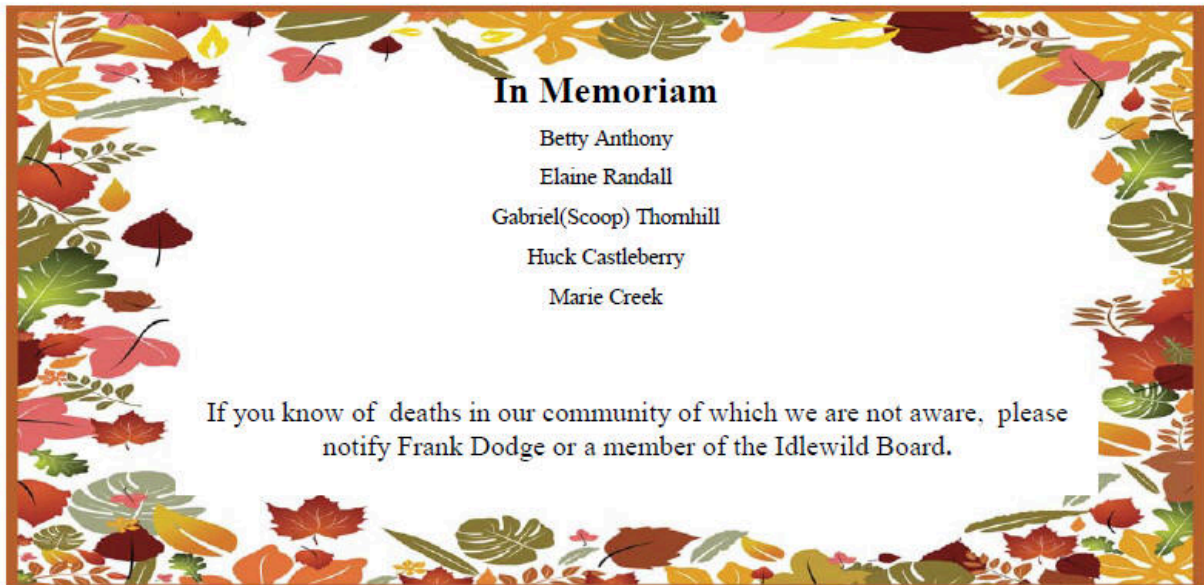 In Memoriam
Betty Anthony
Elaine Randall
Gabriel(Scoop) Thornhill
Huck Castleberry
Marie Creek
If you know of  deaths in our community of which we are not aware,  please
notify Frank Dodge or a member of the Idlewild Board.